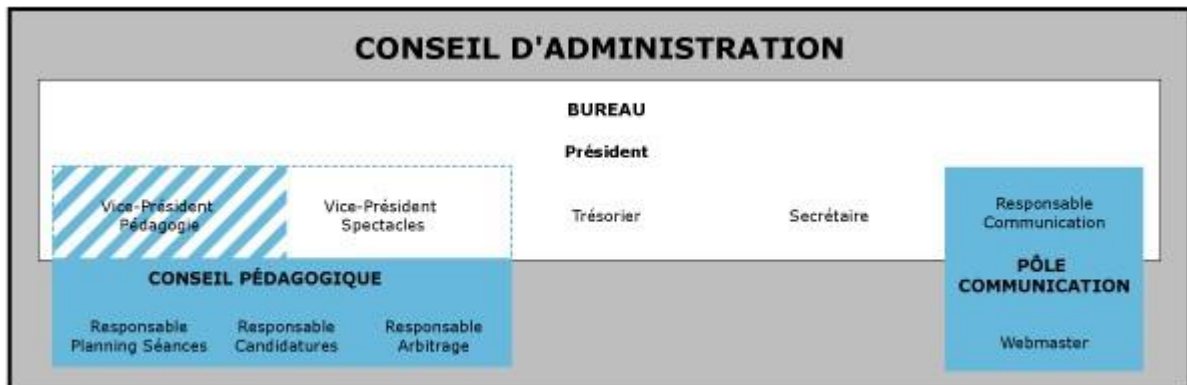 CONSEIL D'ADMINISTRATION
BUREAU
Président
Vice-Président
Pédagogie
Vice-Président
Spectacles
Trésorier
Secrétaire
Responsable
Communication
CONSEIL PÉDAGOGIQUE
PÔLE
COMMUNICATION
Responsable
Planning Séances
Responsable
Candidatures
Responsable
Arbitrage
Webmaster